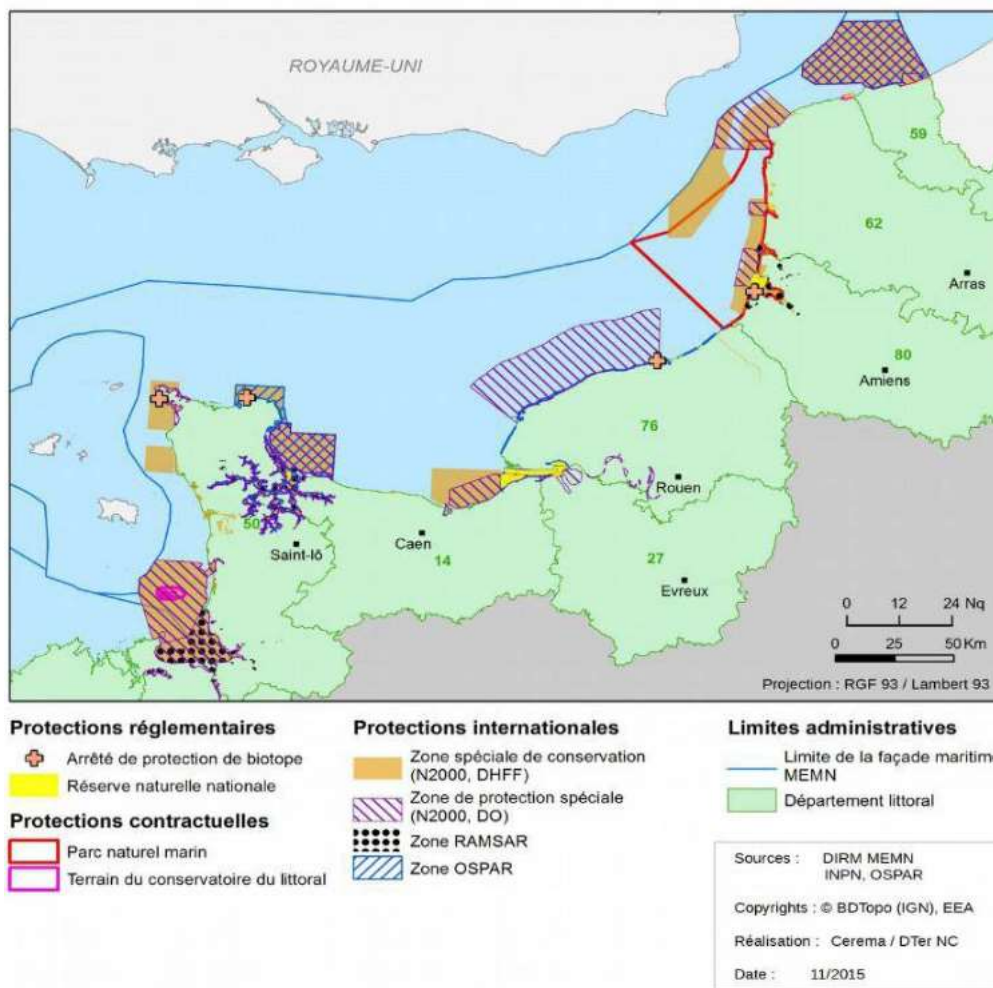 ROYAUME-UNI
59
62
Arras
80
Amiens
76
Rouen
50
Saint-lô
Caen
14
27
Evreux
0 12 24 Nq
0 25 50 Km
Projection : RGF 93 / Lambert 93
Protections réglementaires
Arrêté de protection de biotope
Réserve naturelle nationale
Protections contractuelles
Parc naturel marin
Terrain du conservatoire du littoral
Protections internationales
Zone spéciale de conservation
(N2000, DHFF)
Zone de protection spéciale
(N2000, DO)
Zone RAMSAR
Zone OSPAR
Limites administratives
Limite de la façade maritime
MEMN
Département littoral
Sources : DIRM MEMN
INPN, OSPAR
Copyrights : © BDTopo (IGN), EEA
Réalisation : Cerema / DTer NC
Date : 11/2015